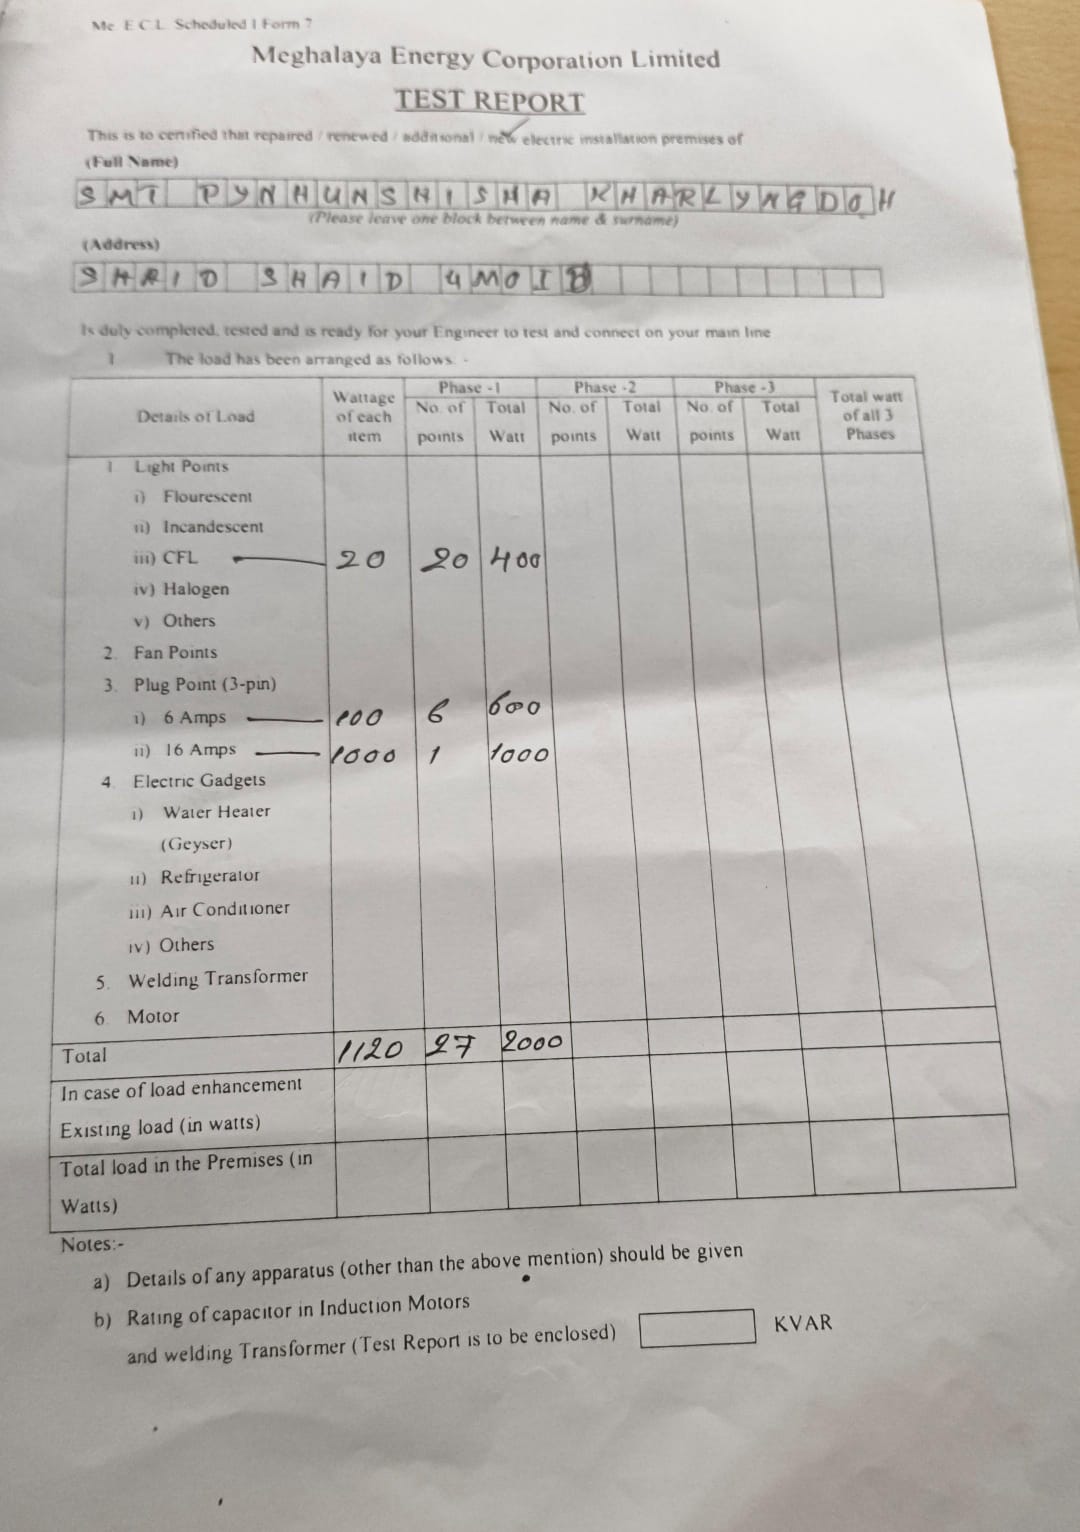 Me E C L Scheduled I Form 7
Meghalaya Energy Corporation Limited
TEST REPORT
This is to certified that repaired / renewed / additional / new electric installation premises of
(Full Name)
SMT PYNHUNSHISHA KHARLYNGDOH
(Please leave one block between name & surname)
(Address)
SHRID SHAID UMOID
Is duly completed, tested and is ready for your Engineer to test and connect on your main line
1 The load has been arranged as follows. -
Details of Load Wattage of each item Phase -1 Phase -2 Phase -3 Total watt of all 3 Phases
No. of points Total Watt No. of points Total Watt No. of points Total Watt
1 Light Points
i) Flourescent
ii) Incandescent
iii) CFL 20 20 400
iv) Halogen
v) Others
2. Fan Points
3. Plug Point (3-pin)
i) 6 Amps 100 6 600
ii) 16 Amps 1000 1 1000
4. Electric Gadgets
i) Water Heater
(Geyser)
ii) Refrigerator
iii) Air Conditioner
iv) Others
5. Welding Transformer
6. Motor
Total 1120 27 2000
In case of load enhancement
Existing load (in watts)
Total load in the Premises (in
Watts)
Notes:-
a) Details of any apparatus (other than the above mention) should be given
b) Rating of capacitor in Induction Motors
and welding Transformer (Test Report is to be enclosed) KVAR